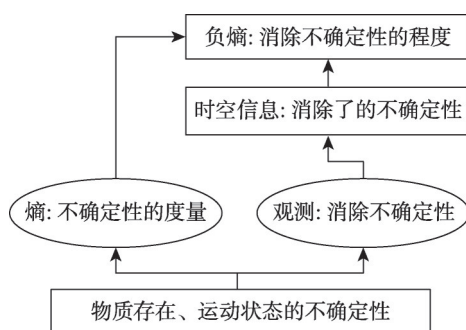 负熵: 消除不确定性的程度
时空信息: 消除了的不确定性
熵: 不确定性的度量
观测: 消除不确定性
物质存在、运动状态的不确定性